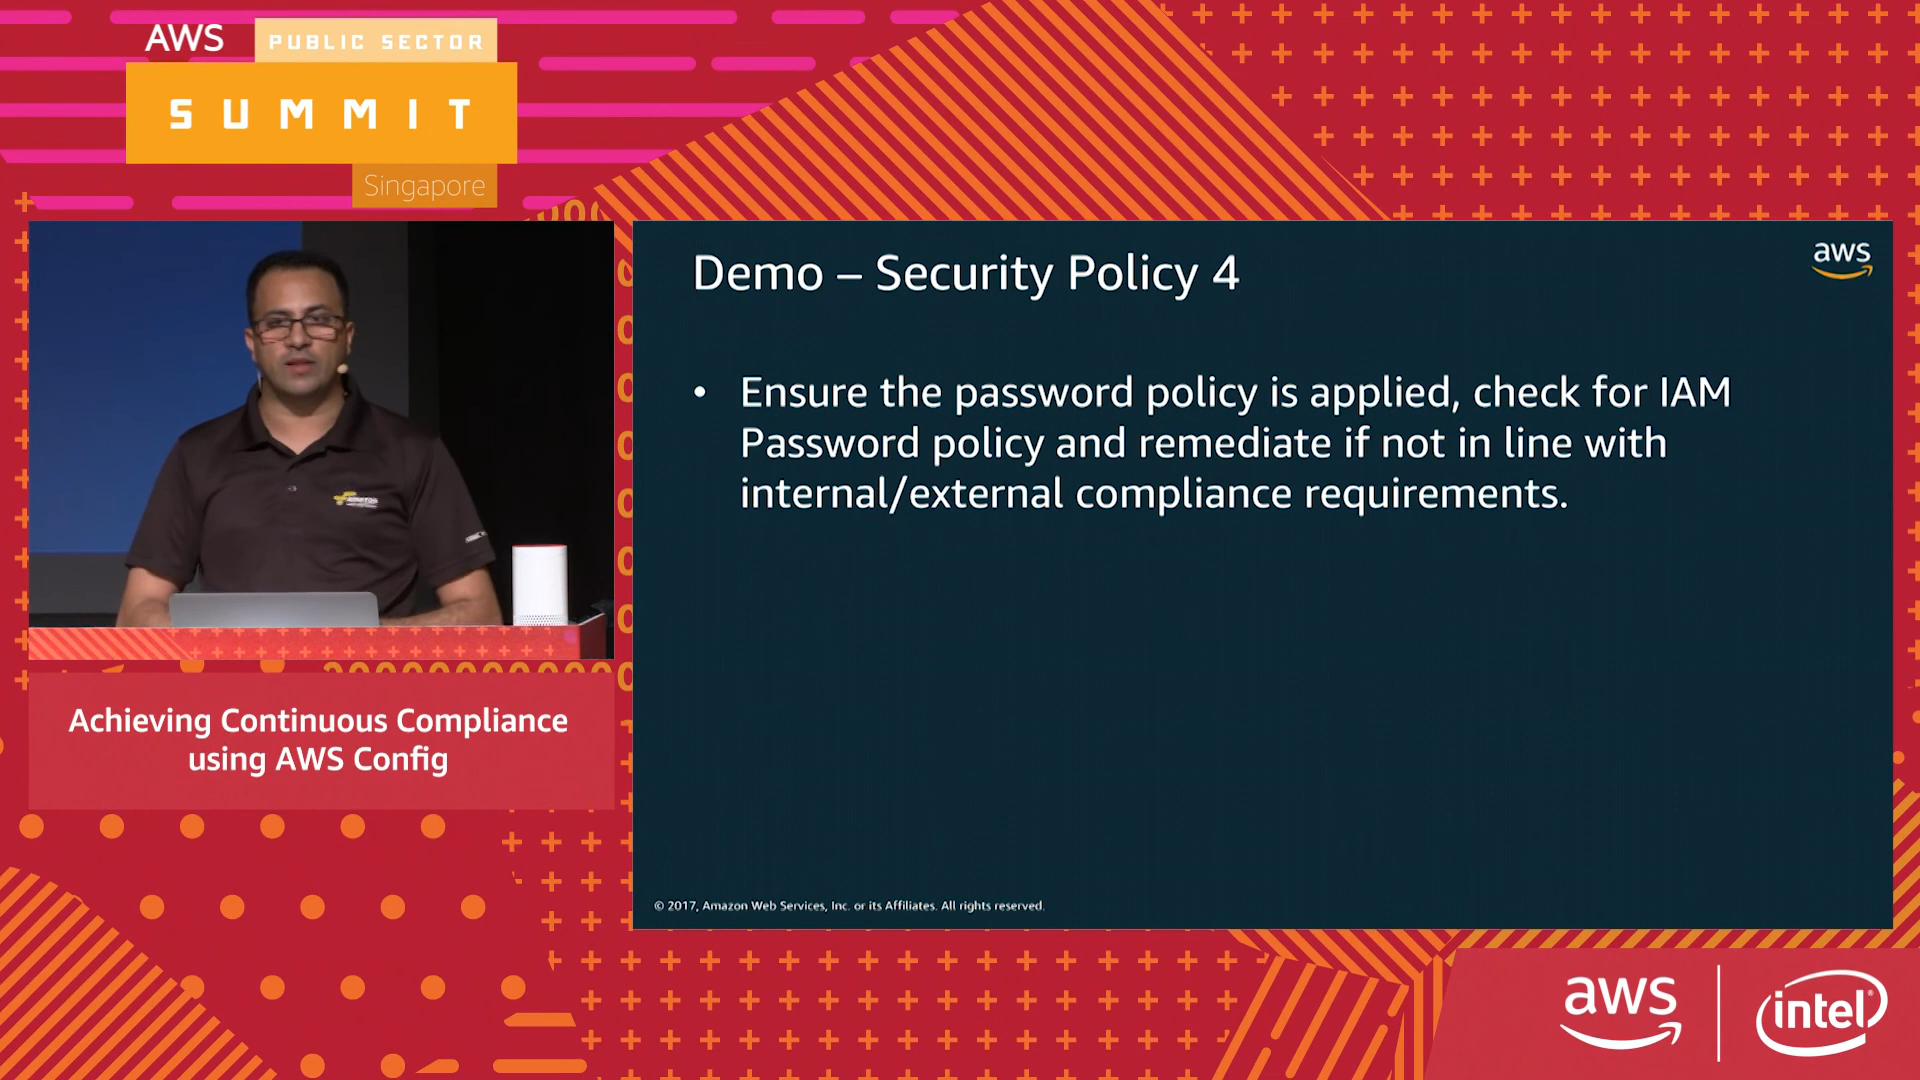 AWS
PUBLIC SECTOR
SUMMIT
Singapore
Demo – Security Policy 4
aws
• Ensure the password policy is applied, check for IAM
Password policy and remediate if not in line with
internal/external compliance requirements.
Achieving Continuous Compliance
using AWS Config
© 2017, Amazon Web Services, Inc. or its Affiliates. All rights reserved.
aws
intel